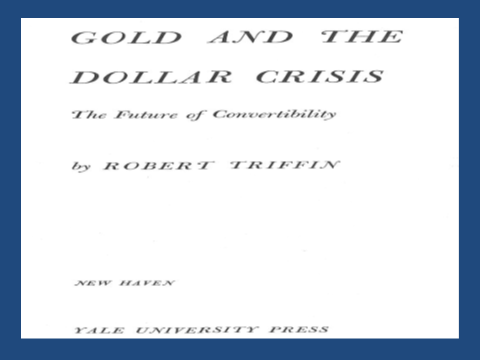 GOLD AND THE
DOLLAR CRISIS
The Future of Convertibility
by ROBERT TRIFFIN
NEW HAVEN
YALE UNIVERSITY PRESS